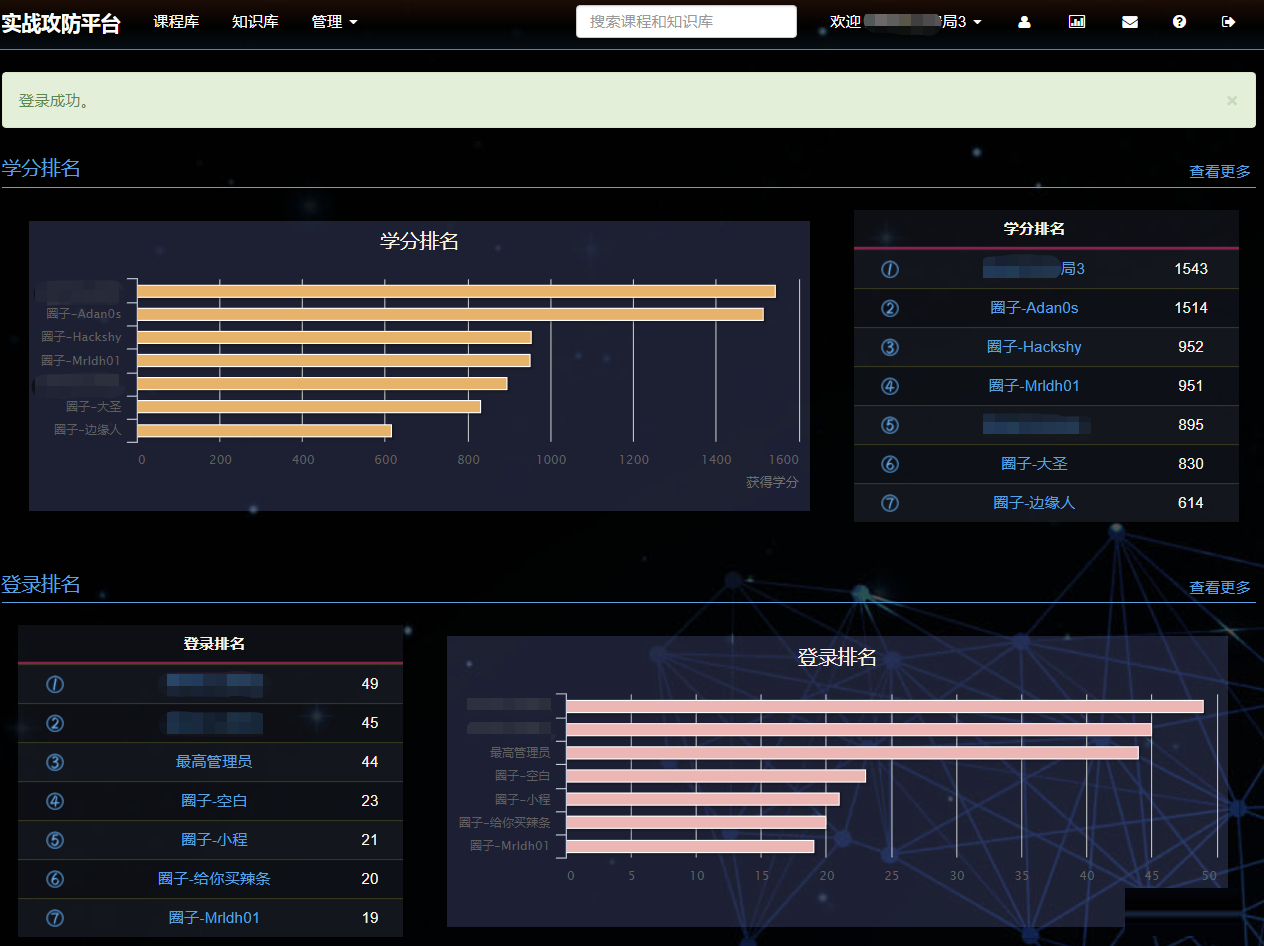 实战攻防平台 课程库 知识库 管理 搜索课程和知识库 欢迎 局3
登录成功。 ×
学分排名 查看更多
学分排名
圈子-Adan0s
圈子-Hackshy
圈子-Mrldh01
圈子-大圣
圈子-边缘人
0 200 400 600 800 1000 1200 1400 1600
获得学分
学分排名
1 局3 1543
2 圈子-Adan0s 1514
3 圈子-Hackshy 952
4 圈子-Mrldh01 951
5 895
6 圈子-大圣 830
7 圈子-边缘人 614
登录排名 查看更多
登录排名
1 49
2 45
3 最高管理员 44
4 圈子-空白 23
5 圈子-小程 21
6 圈子-给你买辣条 20
7 圈子-Mrldh01 19
登录排名
最高管理员
圈子-空白
圈子-小程
圈子-给你买辣条
圈子-Mrldh01
0 5 10 15 20 25 30 35 40 45 50